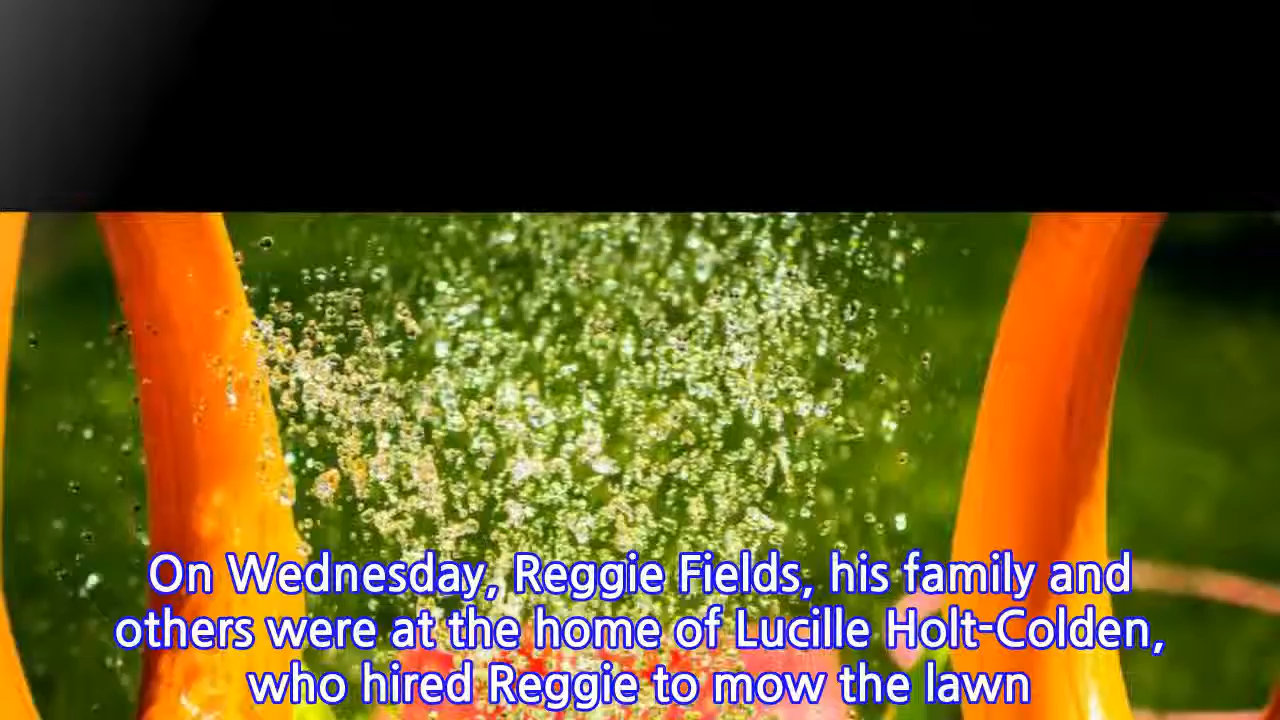 On Wednesday, Reggie Fields, his family and
others were at the home of Lucille Holt-Colden,
who hired Reggie to mow the lawn